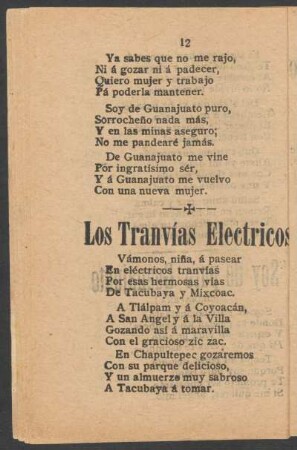 12
Ya sabes que no me rajo,
Ni á gozar ni á padecer,
Quiero mujer y trabajo
Pá poderla mantener.
Soy de Guanajuato puro,
Sorrocheño nada más,
Y en las minas aseguro;
No me pandearé jamás.
De Guanajuato me vine
Pór ingratísimo sér,
Y á Guanajuato me vuelvo
Con una nueva mujer.
Los Tranvías Electricos
Vámonos, niña, á pasear
En eléctricos tranvías
Por esas hermosas vías
De Tacubaya y Mixcoac.
A Tlálpam y á Coyoacán,
A San Angel y á la Villa
Gozando así á maravilla
Con el gracioso zic zac.
En Chapultepec gozaremos
Con su parque delicioso,
Y un almuerzo muy sabroso
A Tacubaya á tomar.